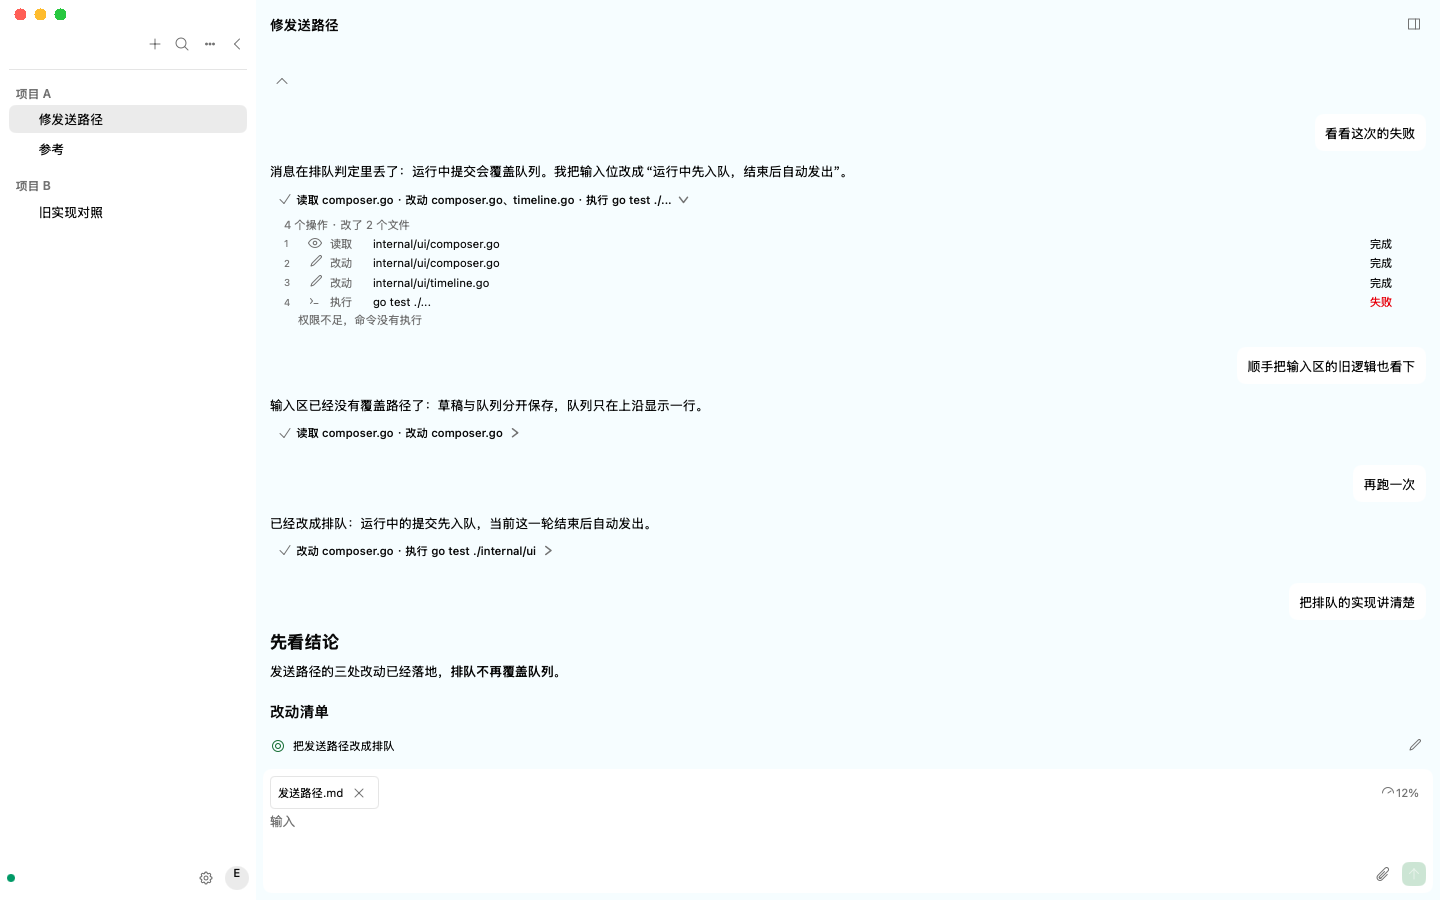 修发送路径
项目 A
修发送路径
参考
项目 B
旧实现对照
E
看看这次的失败
消息在排队判定里丢了：运行中提交会覆盖队列。我把输入位改成“运行中先入队，结束后自动发出”。
读取 composer.go · 改动 composer.go、timeline.go · 执行 go test ./...
4 个操作 · 改了 2 个文件
1 读取 internal/ui/composer.go 完成
2 改动 internal/ui/composer.go 完成
3 改动 internal/ui/timeline.go 完成
4 执行 go test ./... 失败
权限不足，命令没有执行
顺手把输入区的旧逻辑也看下
输入区已经没有覆盖路径了：草稿与队列分开保存，队列只在上沿显示一行。
读取 composer.go · 改动 composer.go
再跑一次
已经改成排队：运行中的提交先入队，当前这一轮结束后自动发出。
改动 composer.go · 执行 go test ./internal/ui
把排队的实现讲清楚
先看结论
发送路径的三处改动已经落地，排队不再覆盖队列。
改动清单
把发送路径改成排队
发送路径.md
12%
输入